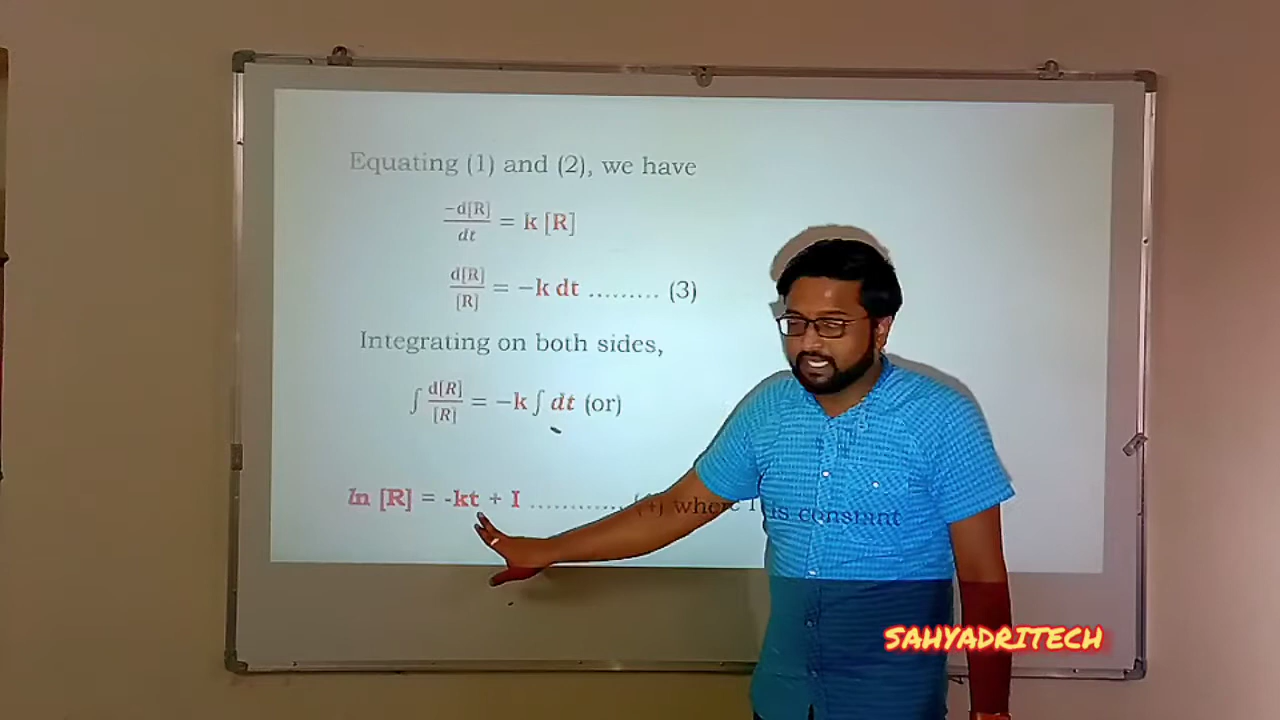 Equating (1) and (2), we have
−d[R]/dt = k [R]
d[R]/[R] = −k dt ......... (3)
Integrating on both sides,
∫ d[R]/[R] = −k ∫ dt (or)
ln [R] = -kt + I ............. (4) where I is constant
SAHYADRITECH